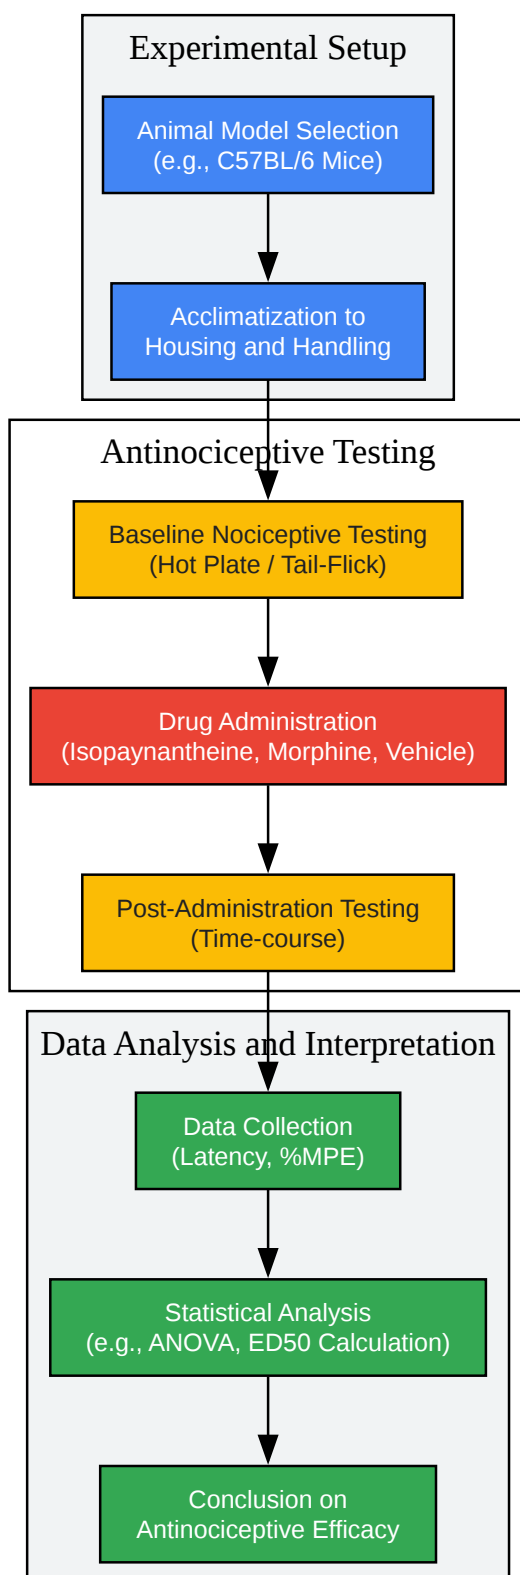 Experimental Setup
Animal Model Selection
(e.g., C57BL/6 Mice)
Acclimatization to
Housing and Handling
Antinociceptive Testing
Baseline Nociceptive Testing
(Hot Plate / Tail-Flick)
Drug Administration
(Isopaynantheine, Morphine, Vehicle)
Post-Administration Testing
(Time-course)
Data Analysis and Interpretation
Data Collection
(Latency, %MPE)
Statistical Analysis
(e.g., ANOVA, ED50 Calculation)
Conclusion on
Antinociceptive Efficacy